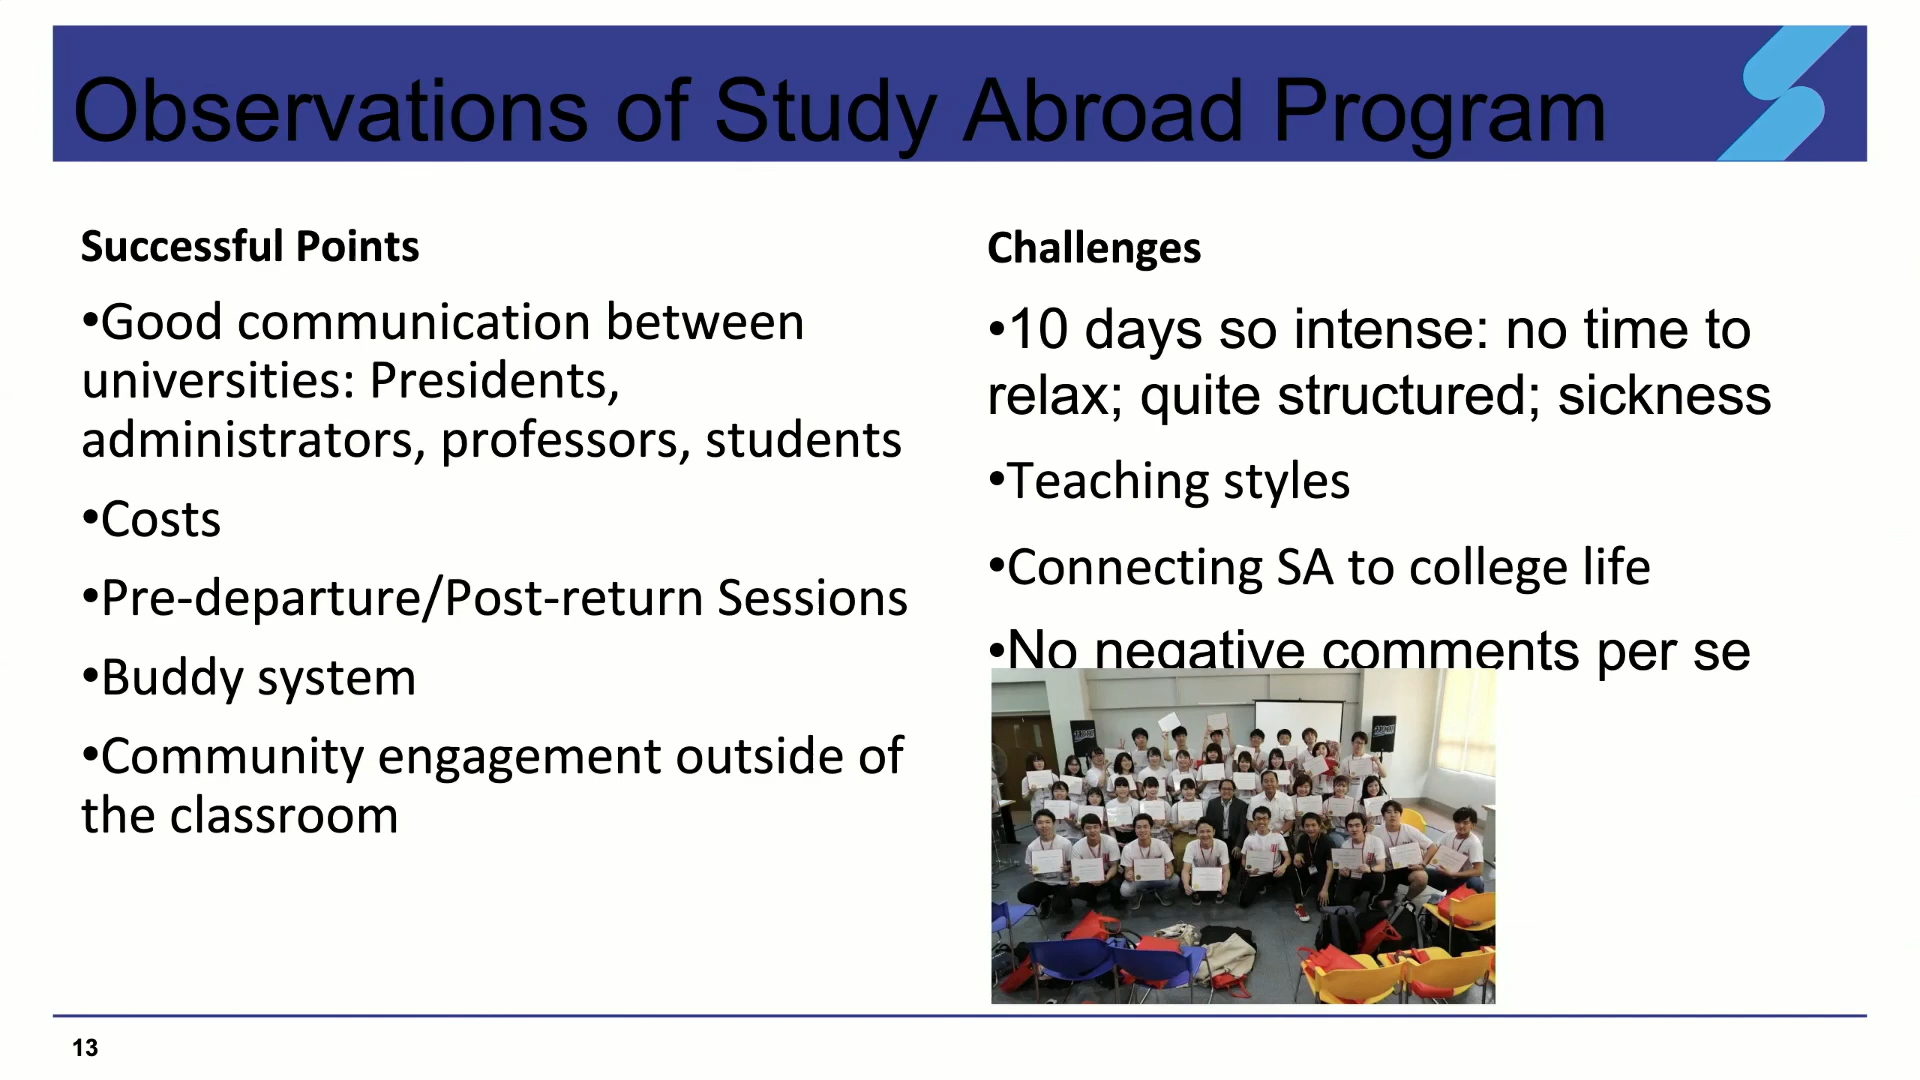 Observations of Study Abroad Program
Successful Points
•Good communication between
universities: Presidents,
administrators, professors, students
•Costs
•Pre-departure/Post-return Sessions
•Buddy system
•Community engagement outside of
the classroom
Challenges
•10 days so intense: no time to
relax; quite structured; sickness
•Teaching styles
•Connecting SA to college life
•No negative comments per se
13